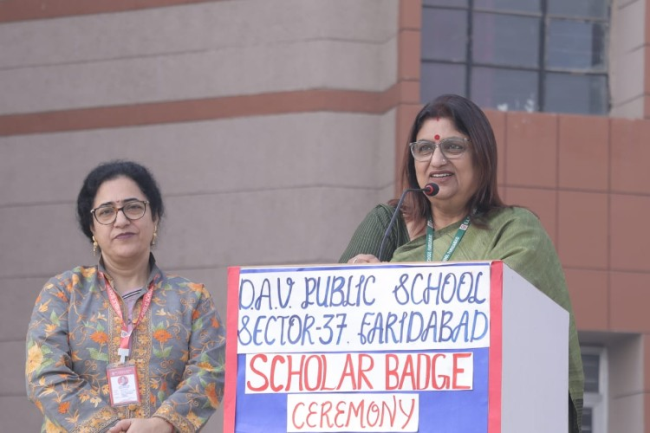 D.A.V. PUBLIC SCHOOL
SECTOR-37. FARIDABAD
SCHOLAR BADGE
CEREMONY